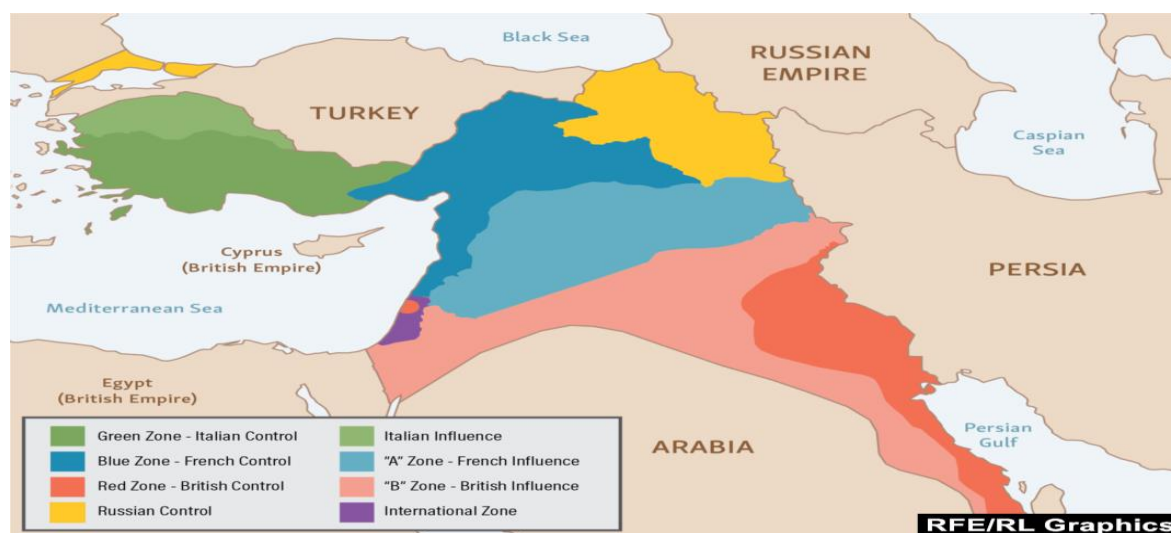 Black Sea
RUSSIAN
EMPIRE
TURKEY
Caspian
Sea
Cyprus
(British Empire)
PERSIA
Mediterranean Sea
Egypt
(British Empire)
ARABIA
Persian
Gulf
Green Zone - Italian Control
Italian Influence
Blue Zone - French Control
"A" Zone - French Influence
Red Zone - British Control
"B" Zone - British Influence
Russian Control
International Zone
RFE/RL Graphics